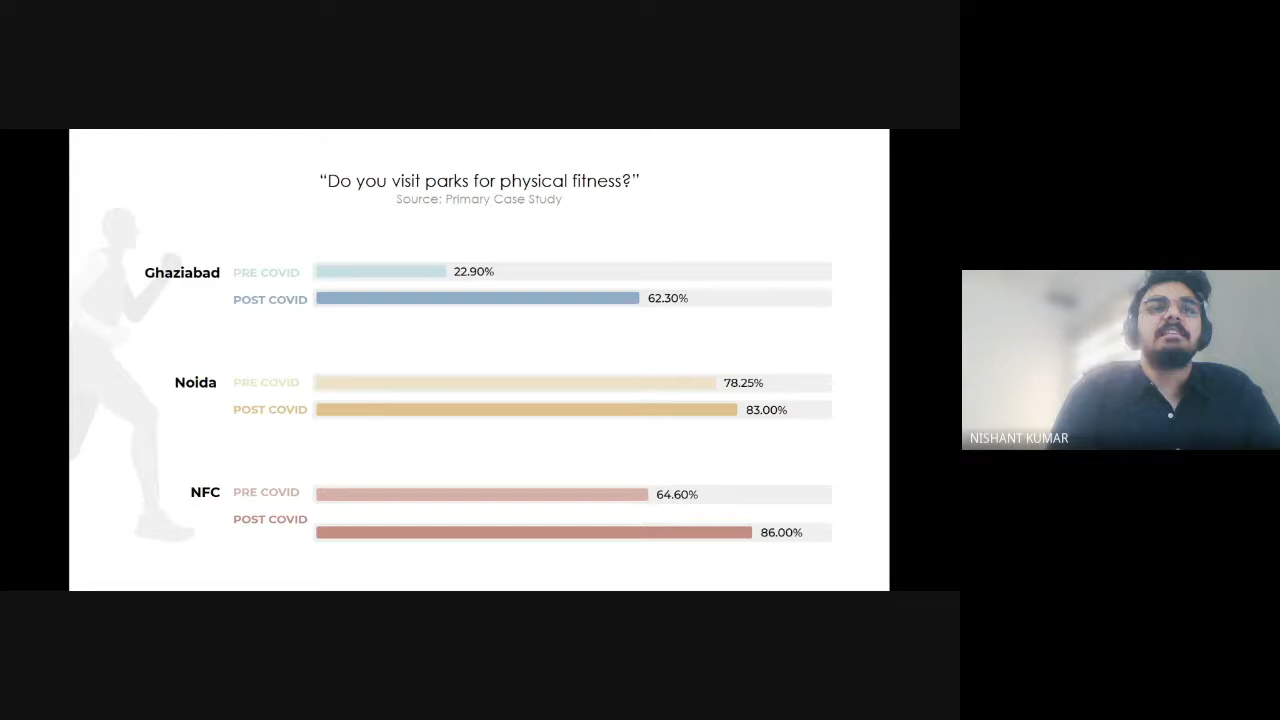 “Do you visit parks for physical fitness?”
Source: Primary Case Study
Ghaziabad PRE COVID 22.90%
POST COVID 62.30%
Noida PRE COVID 78.25%
POST COVID 83.00%
NFC PRE COVID 64.60%
POST COVID 86.00%
NISHANT KUMAR